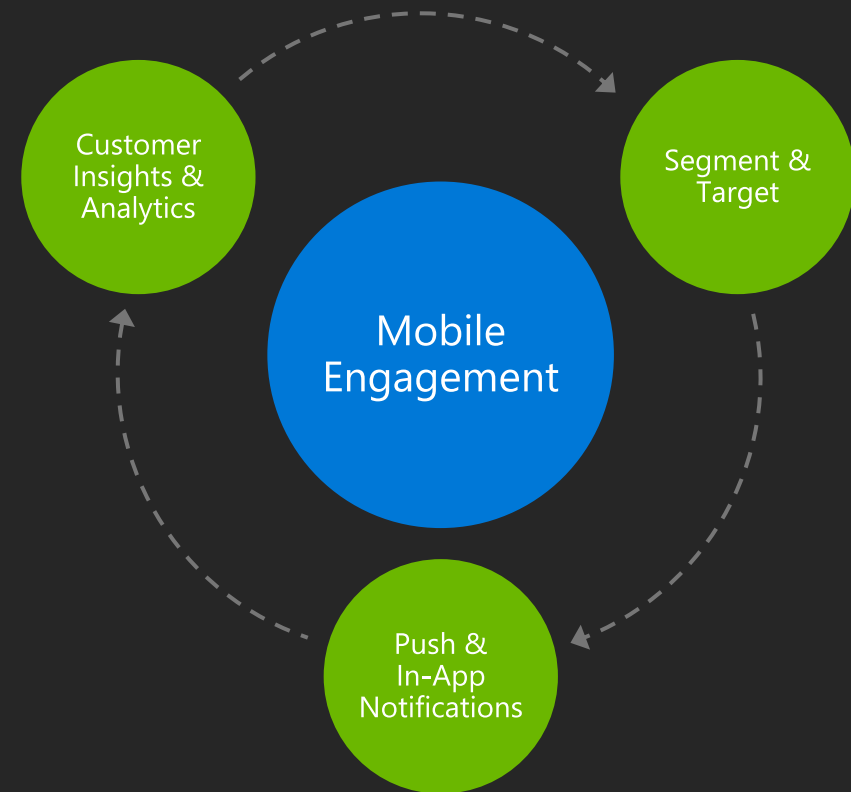 Customer
Insights &
Analytics
Segment &
Target
Mobile
Engagement
Push &
In-App
Notifications